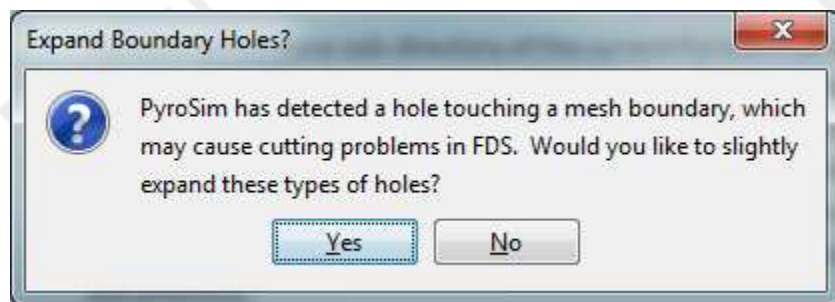 Expand Boundary Holes?
PyroSim has detected a hole touching a mesh boundary, which
may cause cutting problems in FDS. Would you like to slightly
expand these types of holes?
Yes
No